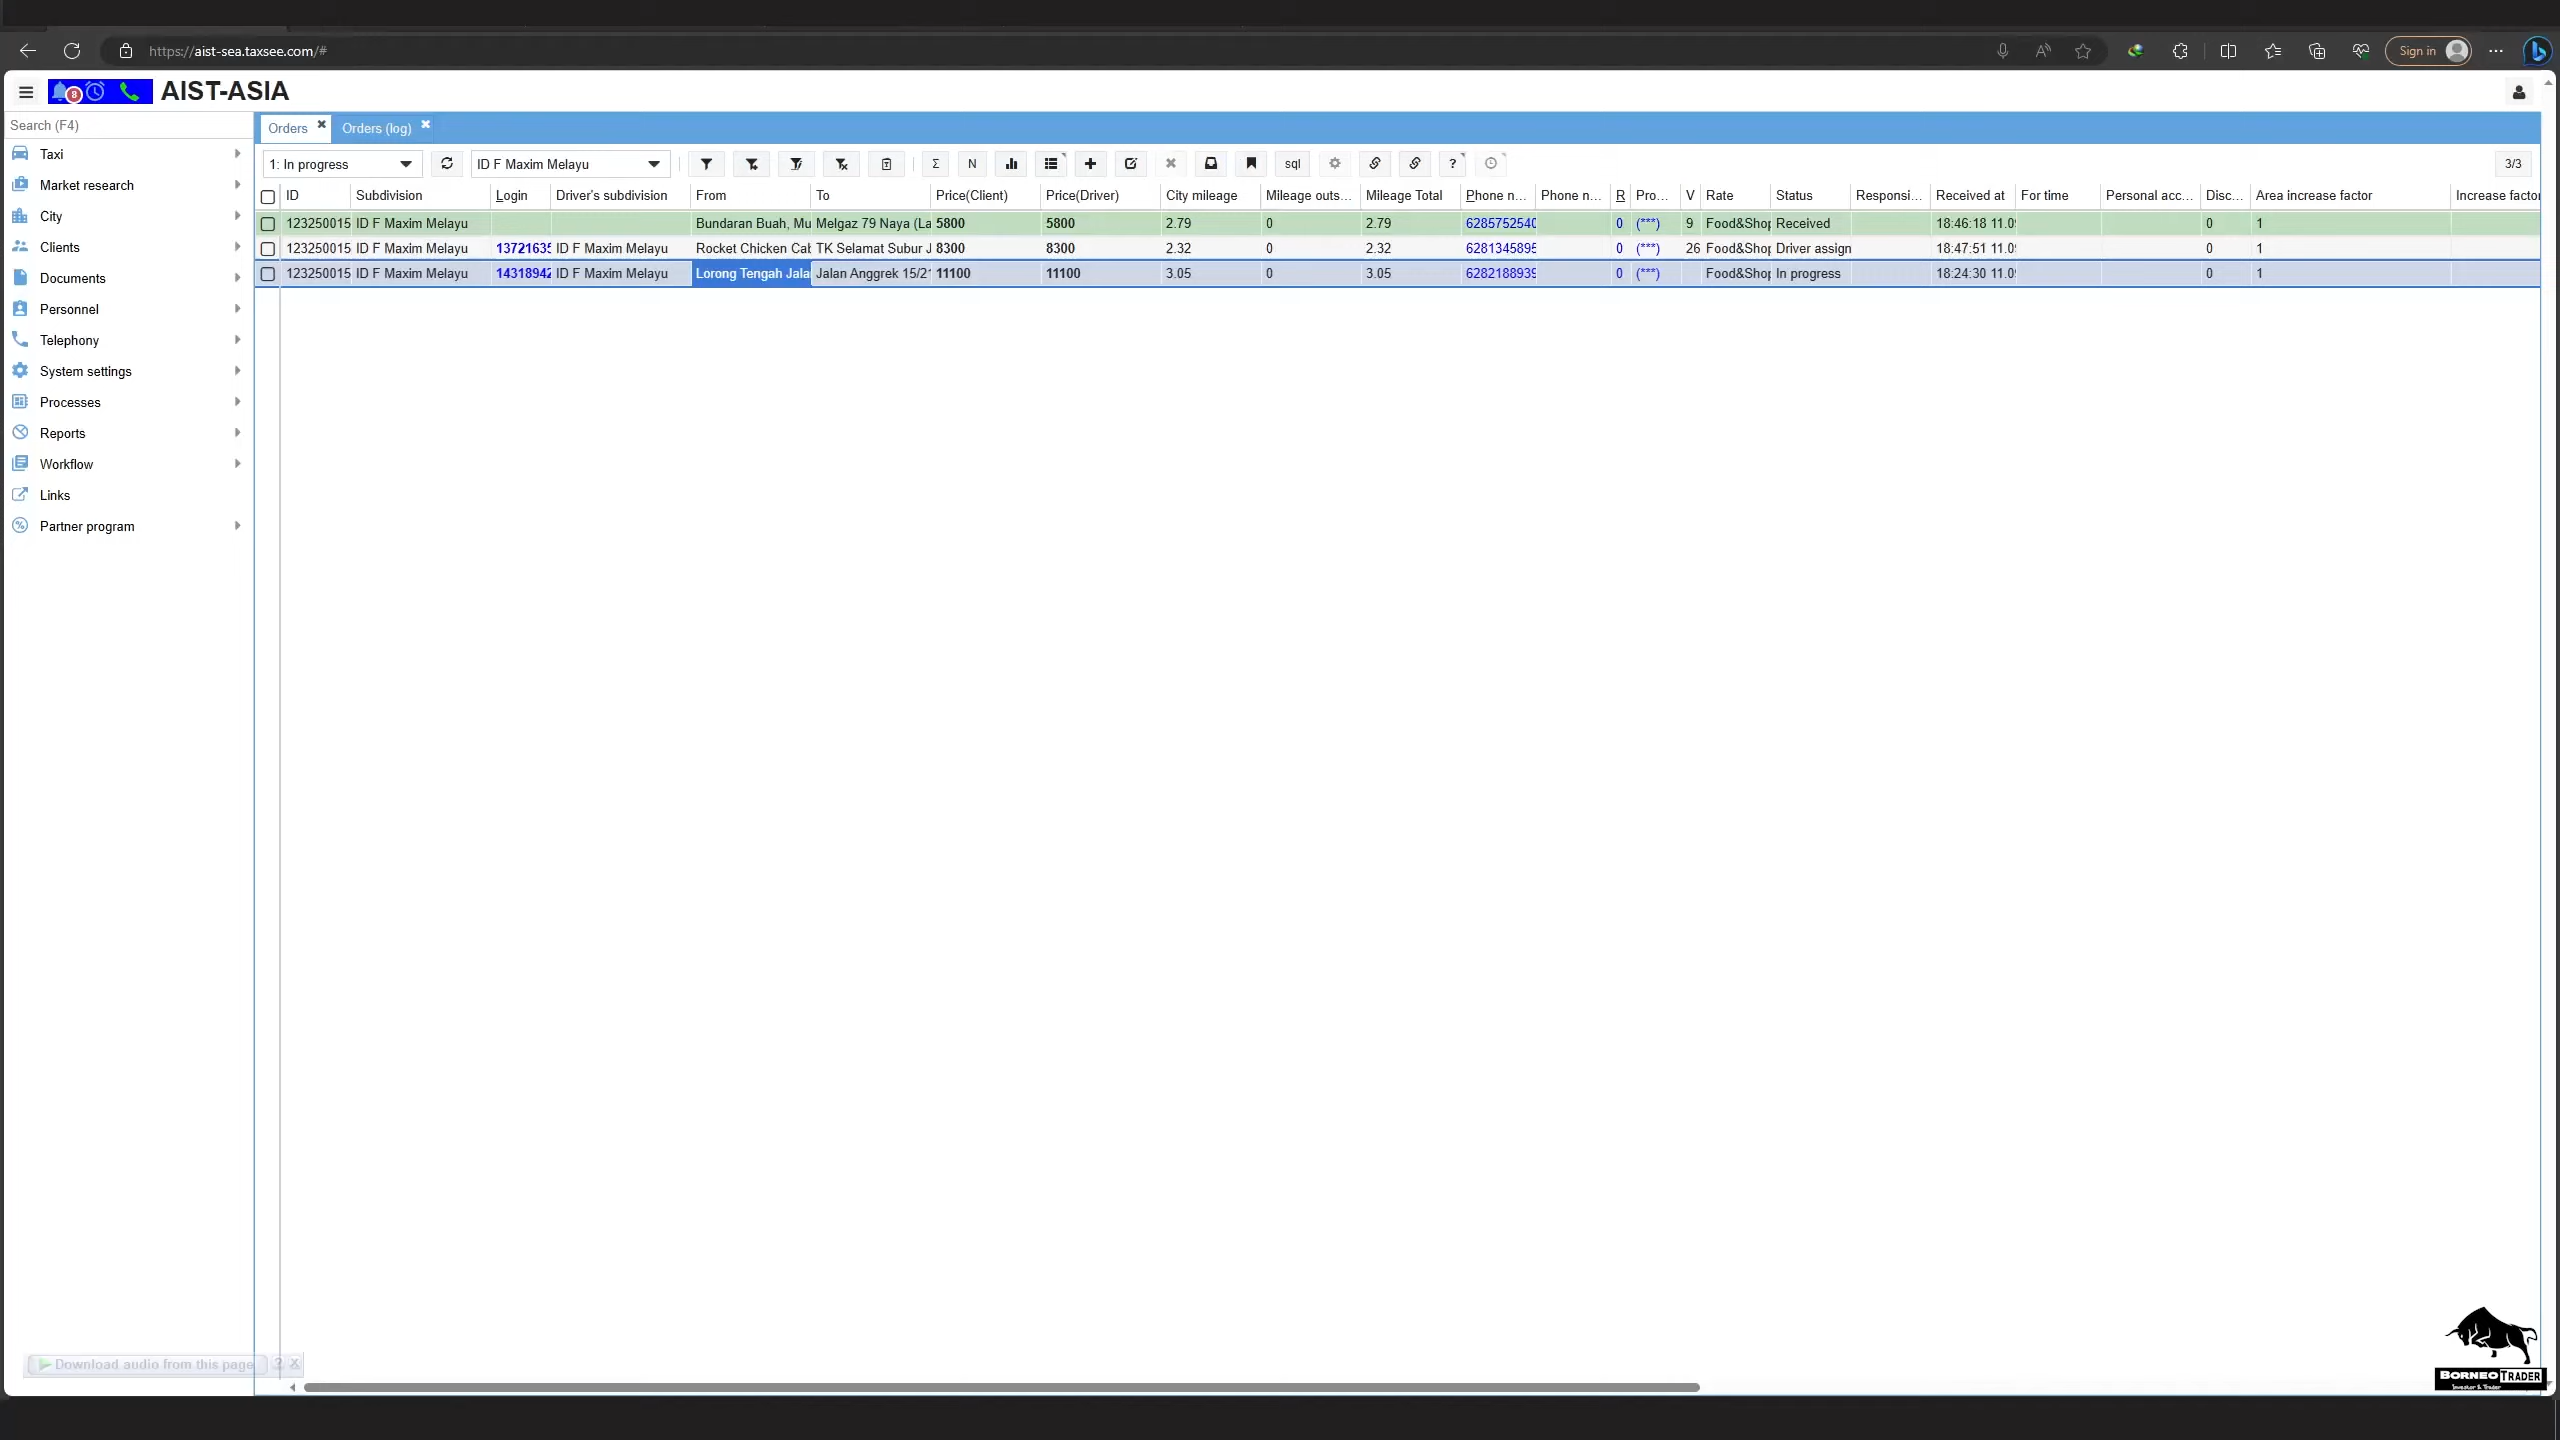 https://aist-sea.taxsee.com/#
Sign in
8
AIST-ASIA
Search (F4)
Orders
Orders (log)
1: In progress
ID F Maxim Melayu
Σ
N
sql
?
3/3
ID Subdivision Login Driver's subdivision From To Price(Client) Price(Driver) City mileage Mileage outs... Mileage Total Phone n... Phone n... R Pro... V Rate Status Responsi... Received at For time Personal acc... Disc... Area increase factor Increase factor
123250015 ID F Maxim Melayu Bundaran Buah, Mu Melgaz 79 Naya (La 5800 5800 2.79 0 2.79 6285752540 0 (***) 9 Food&Shop Received 18:46:18 11.0 0 1
123250015 ID F Maxim Melayu 13721635 ID F Maxim Melayu Rocket Chicken Cab TK Selamat Subur J 8300 8300 2.32 0 2.32 6281345895 0 (***) 26 Food&Shop Driver assign 18:47:51 11.0 0 1
123250015 ID F Maxim Melayu 14318942 ID F Maxim Melayu Lorong Tengah Jala Jalan Anggrek 15/2 11100 11100 3.05 0 3.05 6282188939 0 (***) Food&Shop In progress 18:24:30 11.0 0 1
Taxi
Market research
City
Clients
Documents
Personnel
Telephony
System settings
Processes
Reports
Workflow
Links
Partner program
Download audio from this page ? X
BORNEO TRADER
Investor & Trader